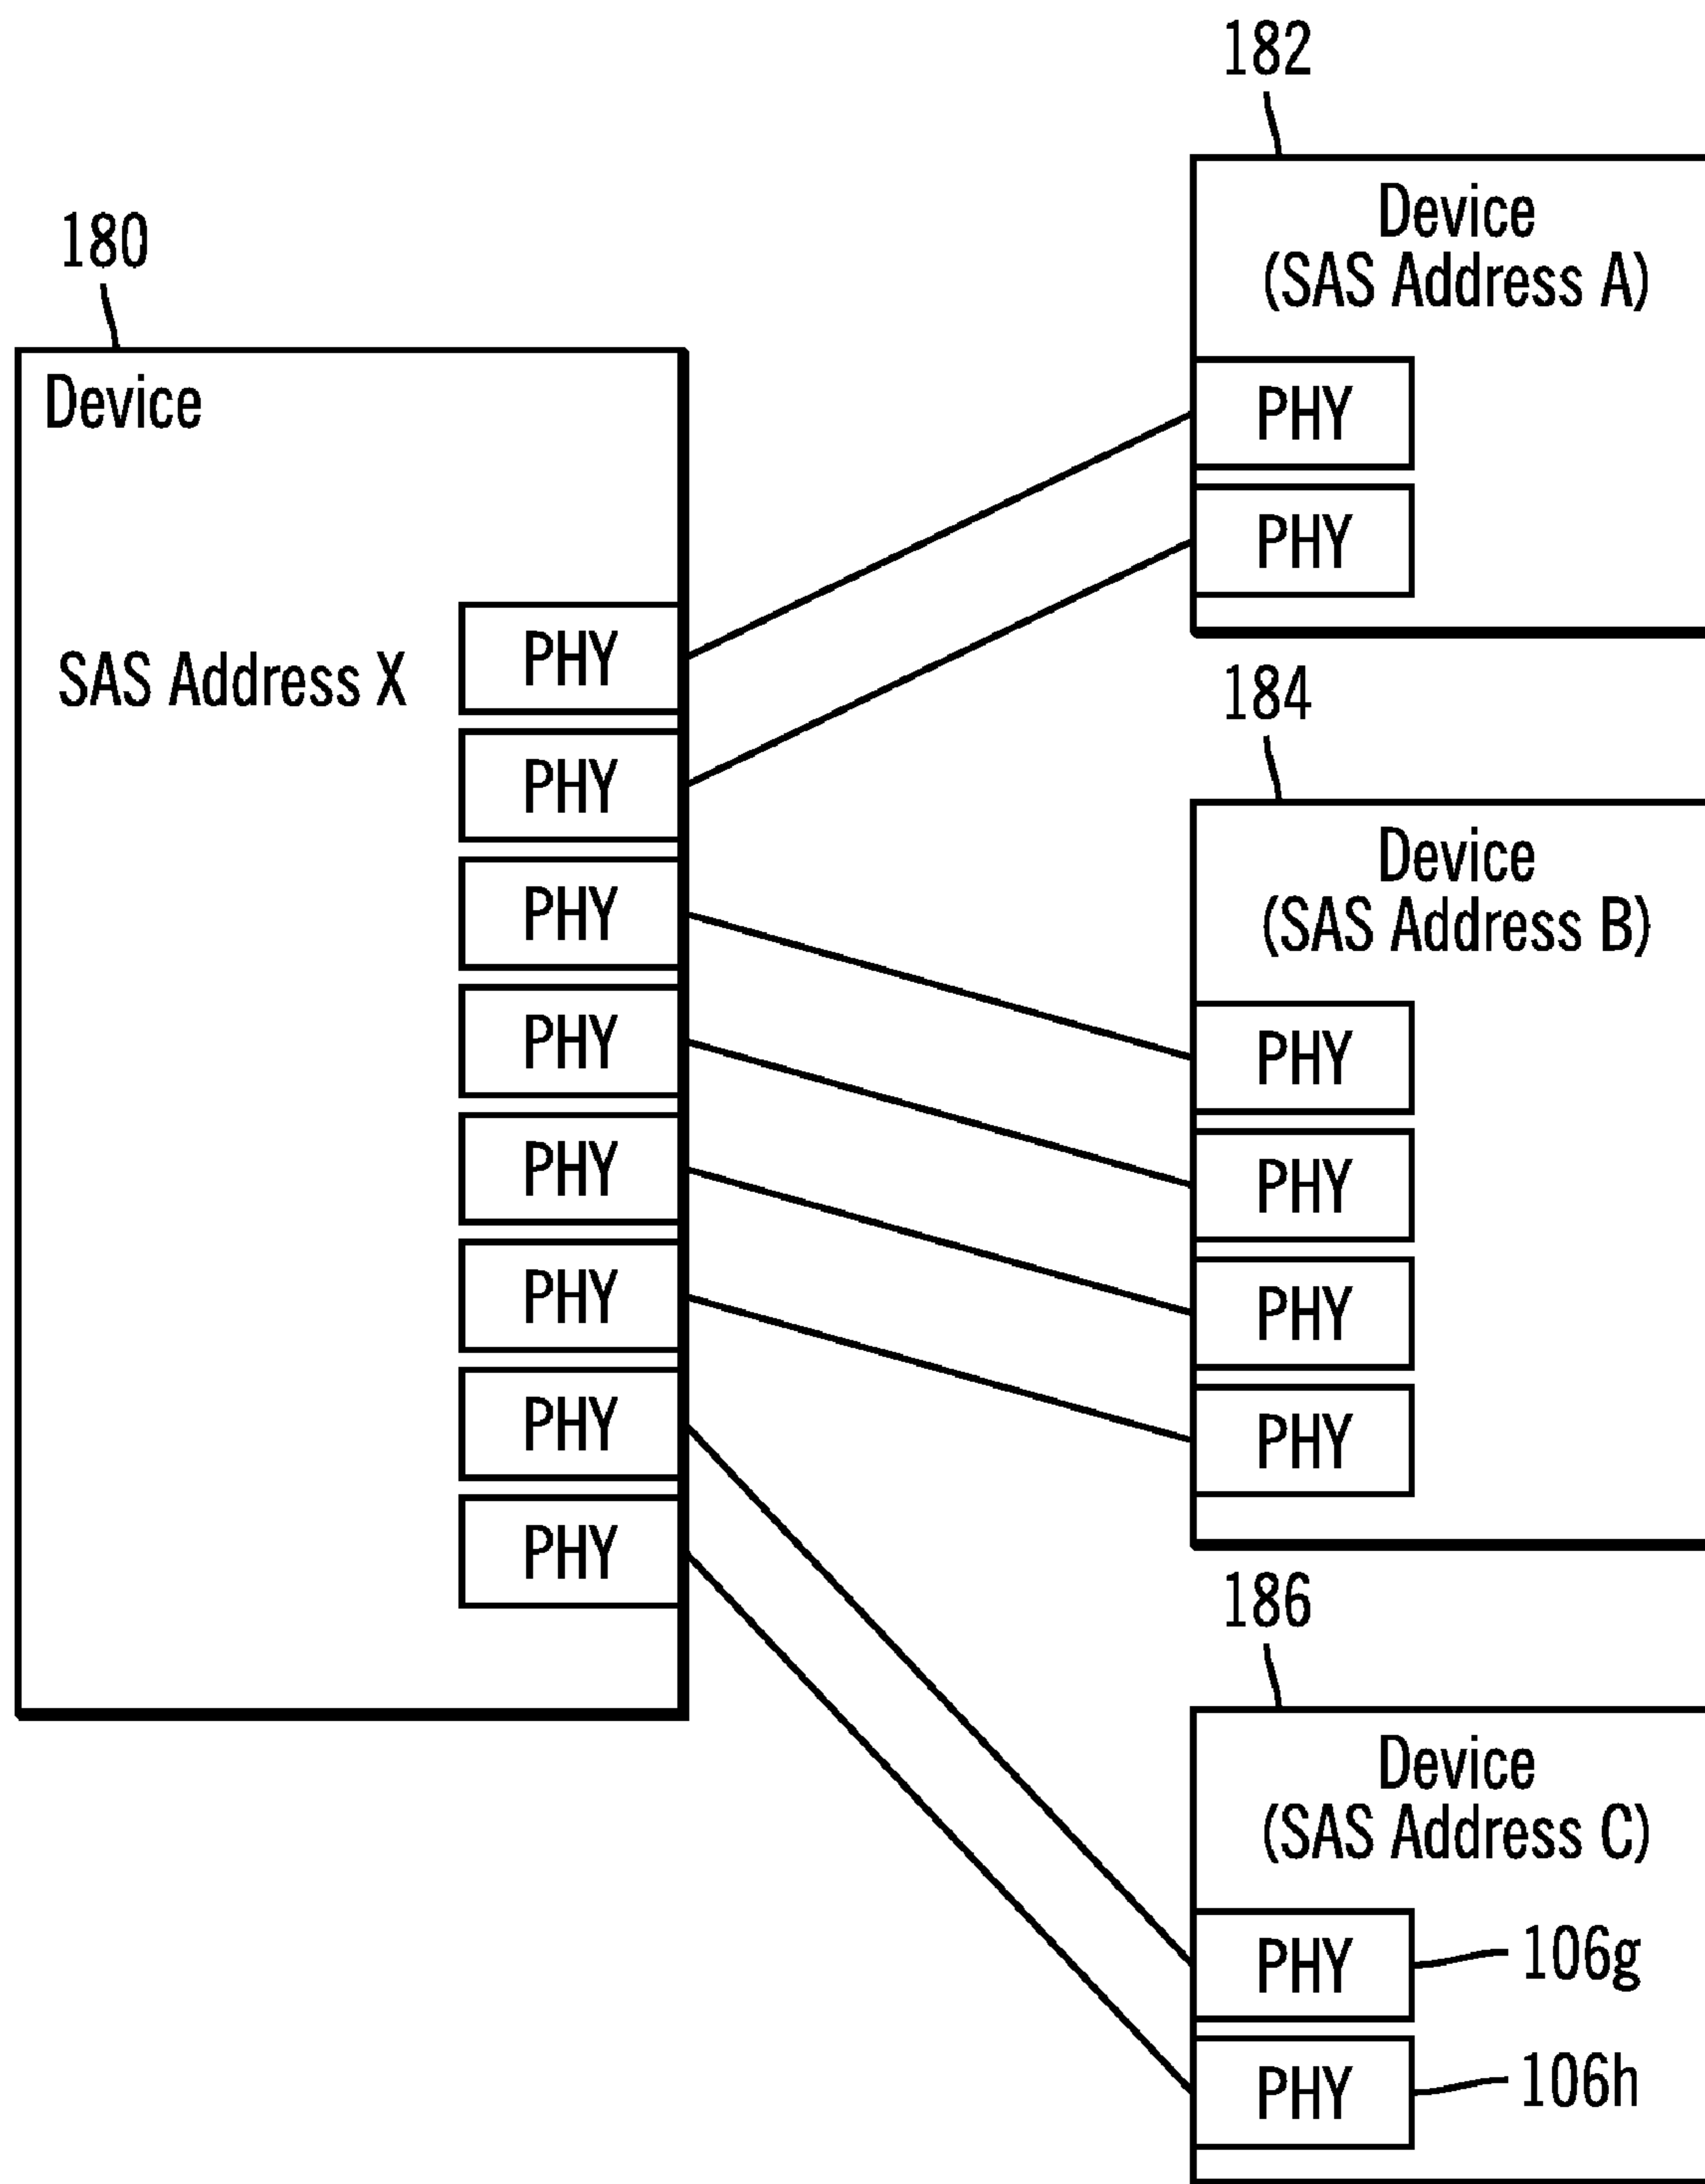 180
Device
SAS Address X
PHY
PHY
PHY
PHY
PHY
PHY
PHY
PHY
182
Device
(SAS Address A)
PHY
PHY
184
Device
(SAS Address B)
PHY
PHY
PHY
PHY
186
Device
(SAS Address C)
PHY
106g
PHY
106h